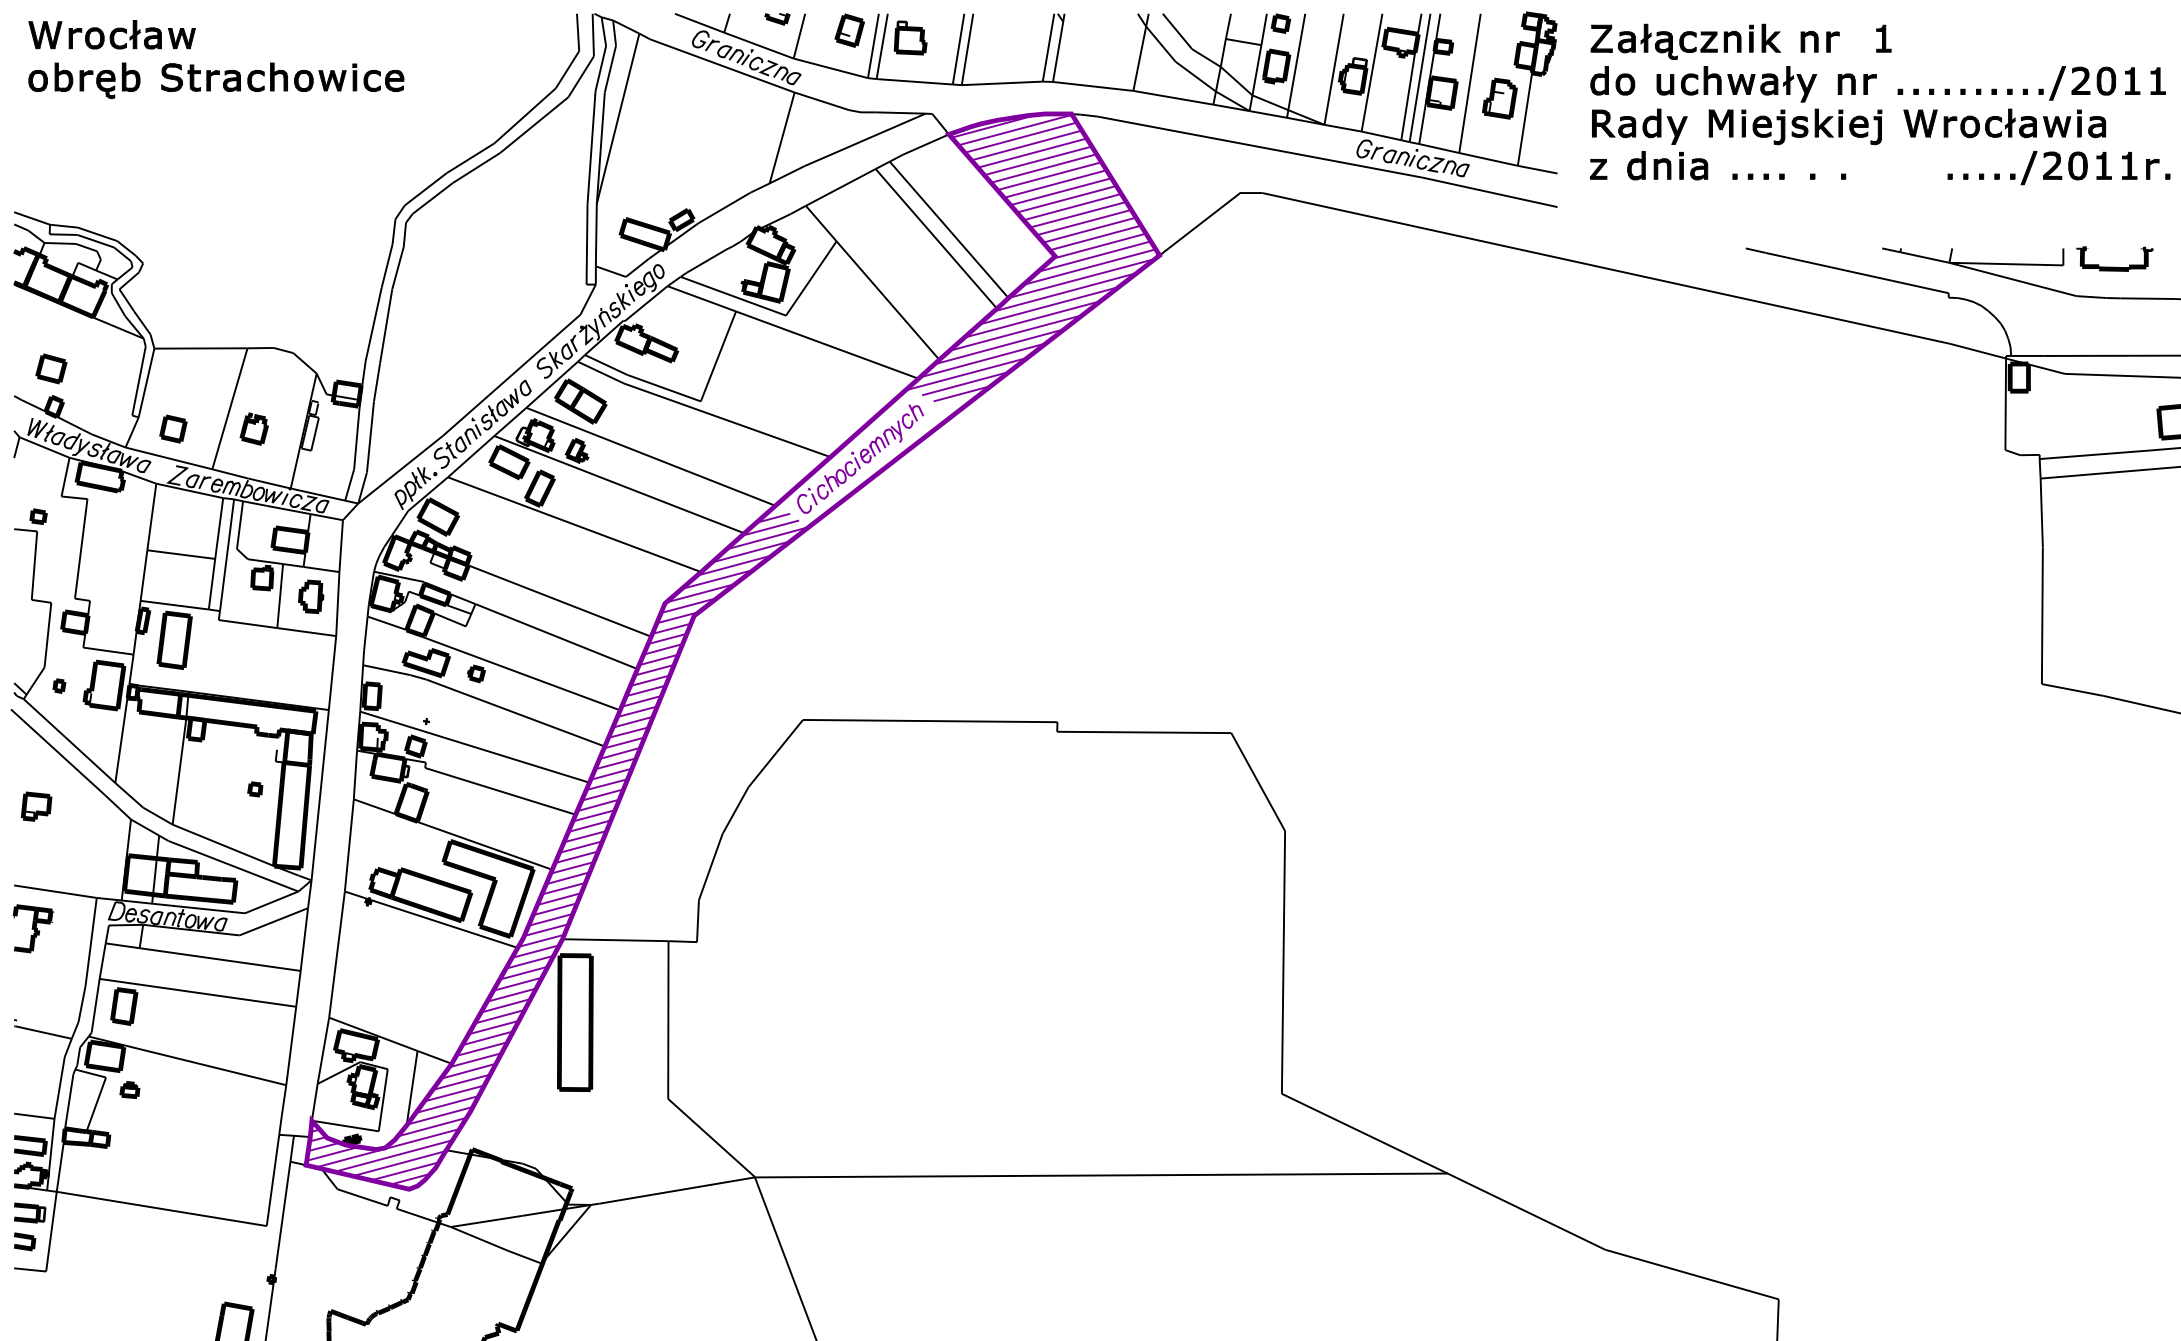 Wrocław
obręb Strachowice
Załącznik nr 1
do uchwały nr ........../2011
Rady Miejskiej Wrocławia
z dnia .... . . ...../2011r.
Graniczna
Graniczna
ppłk.Stanisława Skarżyńskiego
Cichociemnych
Władysława Zarembowicza
Desantowa